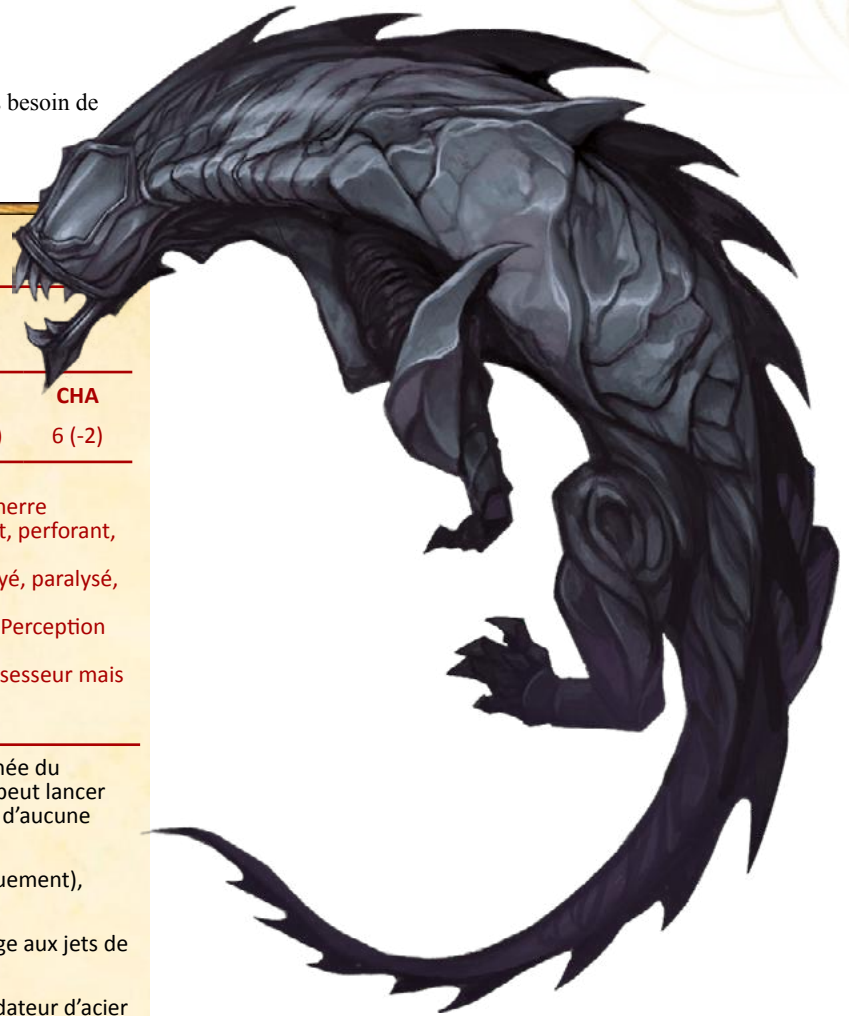 besoin de
CHA
6 (-2)
nerre
t, perforant,
yé, paralysé,
Perception
sesseur mais
née du
peut lancer
d’aucune
uement),
ge aux jets de
dateur d’acier